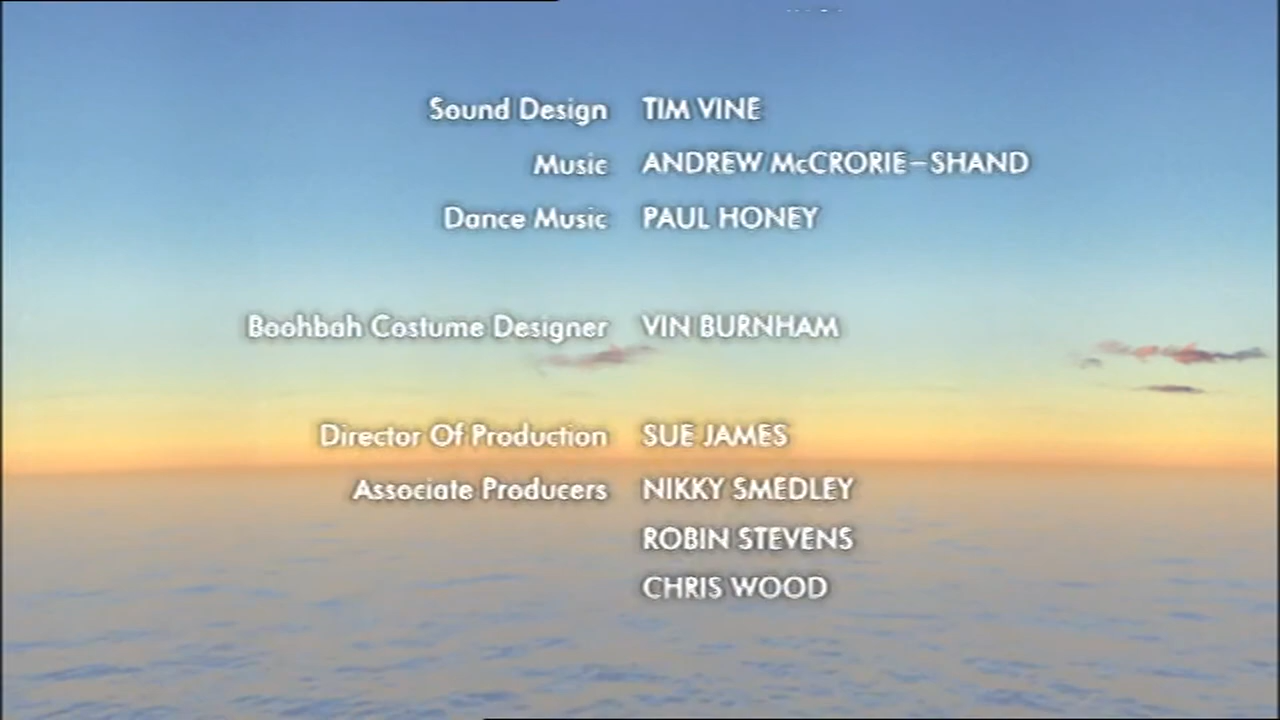 Sound Design TIM VINE
Music ANDREW McCRORIE-SHAND
Dance Music PAUL HONEY
Boohbah Costume Designer VIN BURNHAM
Director Of Production SUE JAMES
Associate Producers NIKKY SMEDLEY
ROBIN STEVENS
CHRIS WOOD